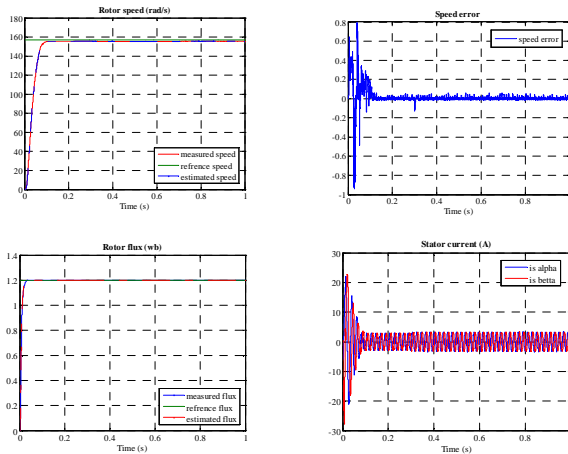 Rotor speed (rad/s)
180
160
140
120
100
80
60
40
20
0
measured speed
refrence speed
estimated speed
0 0.2 0.4 0.6 0.8 1
Time (s)
Speed error
0.8
0.6
0.4
0.2
0
-0.2
-0.4
-0.6
-0.8
-1
speed error
0 0.2 0.4 0.6 0.8
Time (s)
Rotor flux (wb)
1.4
1.2
1
0.8
0.6
0.4
0.2
0
measured flux
refrence flux
estimated flux
0 0.2 0.4 0.6 0.8 1
Time (s)
Stator current (A)
30
20
10
0
-10
-20
-30
is alpha
is betta
0 0.2 0.4 0.6 0.8
Time (s)